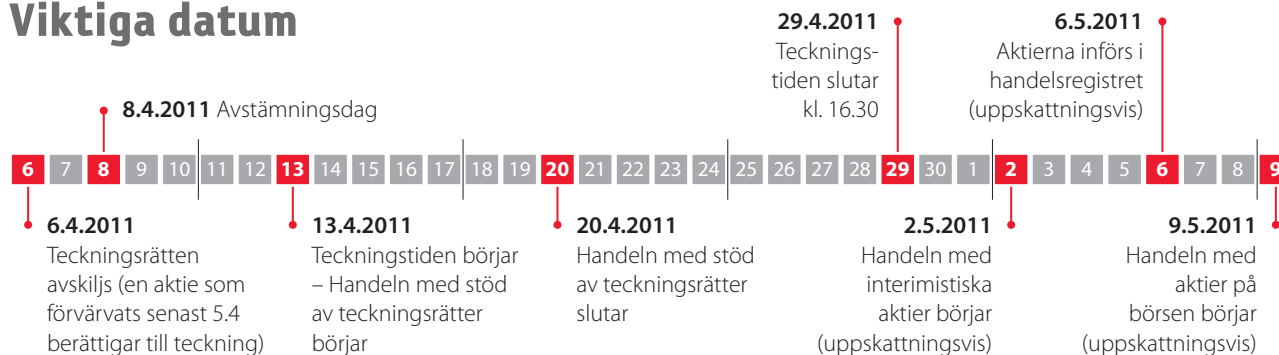 Viktiga datum
29.4.2011
Tecknings-
tiden slutar
kl. 16.30
6.5.2011
Aktierna införs i
handelsregistret
(uppskattningsvis)
8.4.2011 Avstämningsdag
6 7 8 9 10 11 12 13 14 15 16 17 18 19 20 21 22 23 24 25 26 27 28 29 30 1 2 3 4 5 6 7 8 9
6.4.2011
Teckningsrätten
avskiljs (en aktie som
förvärvats senast 5.4
berättigar till teckning)
13.4.2011
Teckningstiden börjar
– Handeln med stöd
av teckningsrätter
börjar
20.4.2011
Handeln med stöd
av teckningsrätter
slutar
2.5.2011
Handeln med
interimistiska
aktier börjar
(uppskattningsvis)
9.5.2011
Handeln med
aktier på
börsen börjar
(uppskattningsvis)